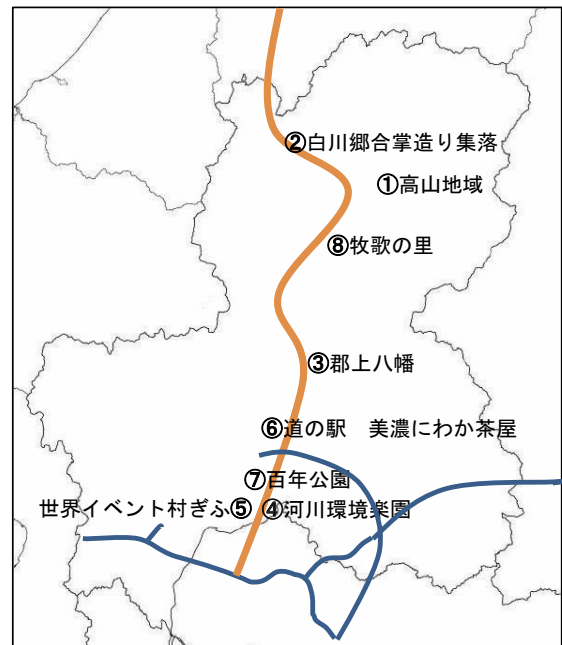 ②白川郷合掌造り集落
①高山地域
⑧牧歌の里
③郡上八幡
⑥道の駅　美濃にわか茶屋
⑦百年公園
世界イベント村ぎふ⑤　④河川環境楽園